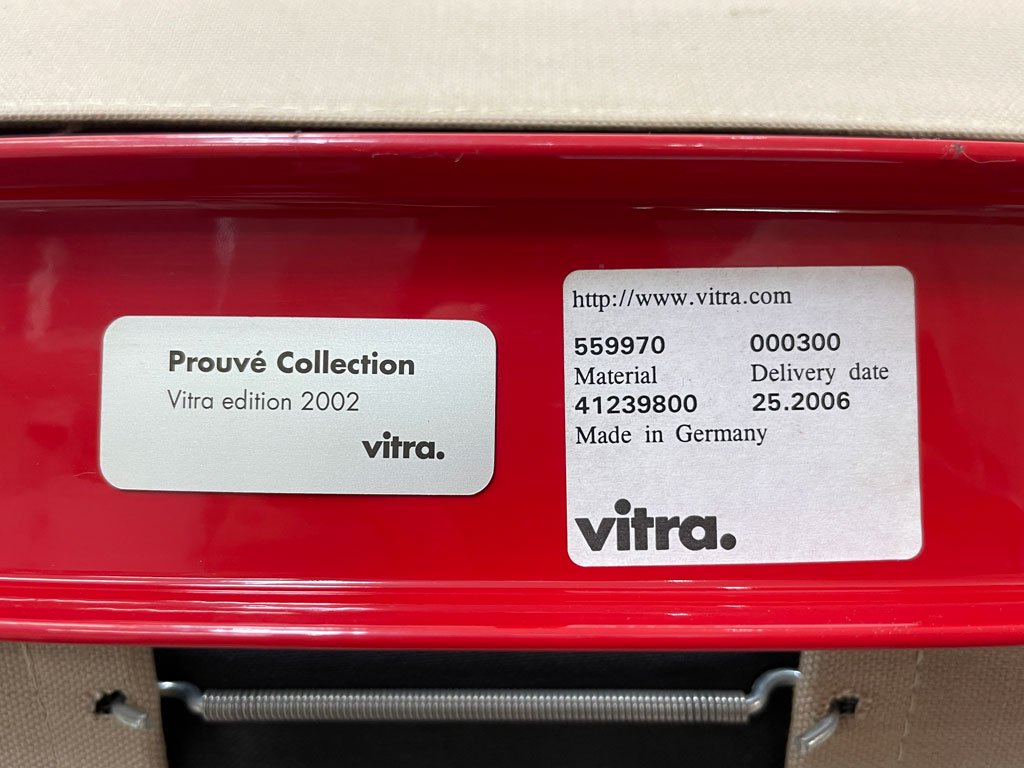 Prouvé Collection
Vitra edition 2002
vitra.
http://www.vitra.com
559970 000300
Material Delivery date
41239800 25.2006
Made in Germany
vitra.